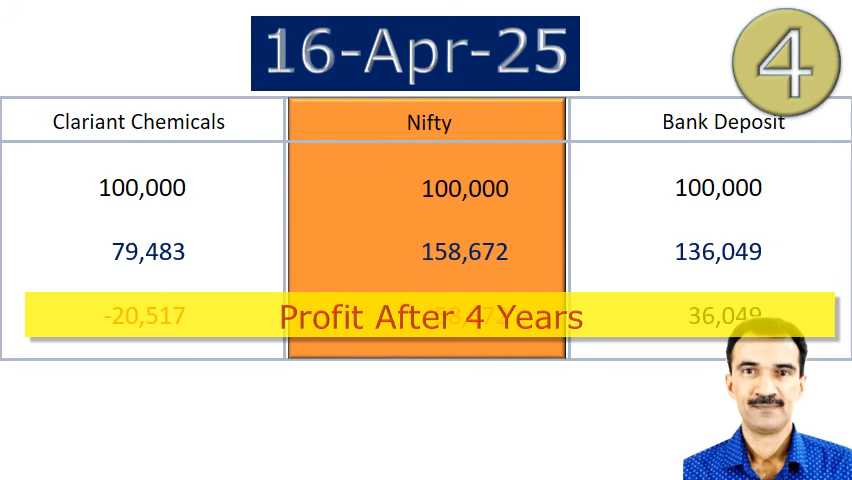 16-Apr-25
4
Clariant Chemicals Nifty Bank Deposit
100,000 100,000 100,000
79,483 158,672 136,049
-20,517 Profit After 4 Years 36,049